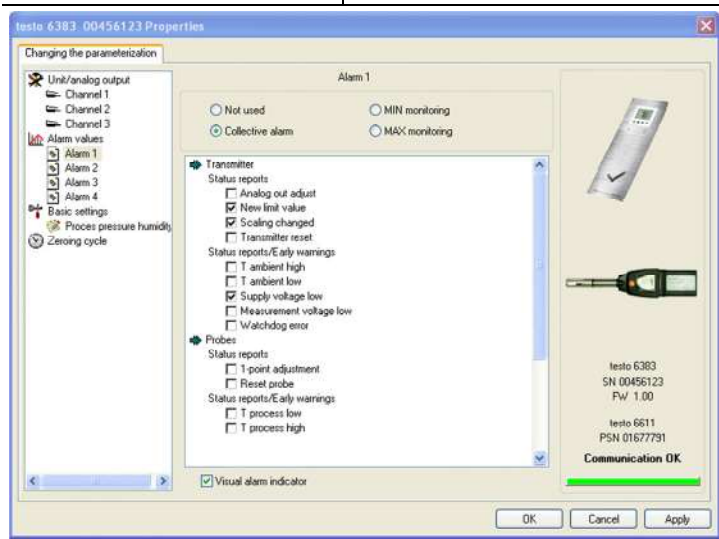 testo 6383 00456123 Properties
Changing the parameterization
Unit/analog output
Channel 1
Channel 2
Channel 3
Alarm values
Alarm 1
Alarm 2
Alarm 3
Alarm 4
Basic settings
Proces pressure humidity
Zeroing cycle
Alarm 1
Not used
MIN monitoring
Collective alarm
MAX monitoring
Transmitter
Status reports
Analog out adjust
New limit value
Scaling changed
Transmitter reset
Status reports/Early warnings
T ambient high
T ambient low
Supply voltage low
Measurement voltage low
Watchdog error
Probes
Status reports
1-point adjustment
Reset probe
Status reports/Early warnings
T process low
T process high
Visual alarm indicator
testo 6383
SN 00456123
FW 1.00
testo 6611
PSN 01677791
Communication OK
OK
Cancel
Apply